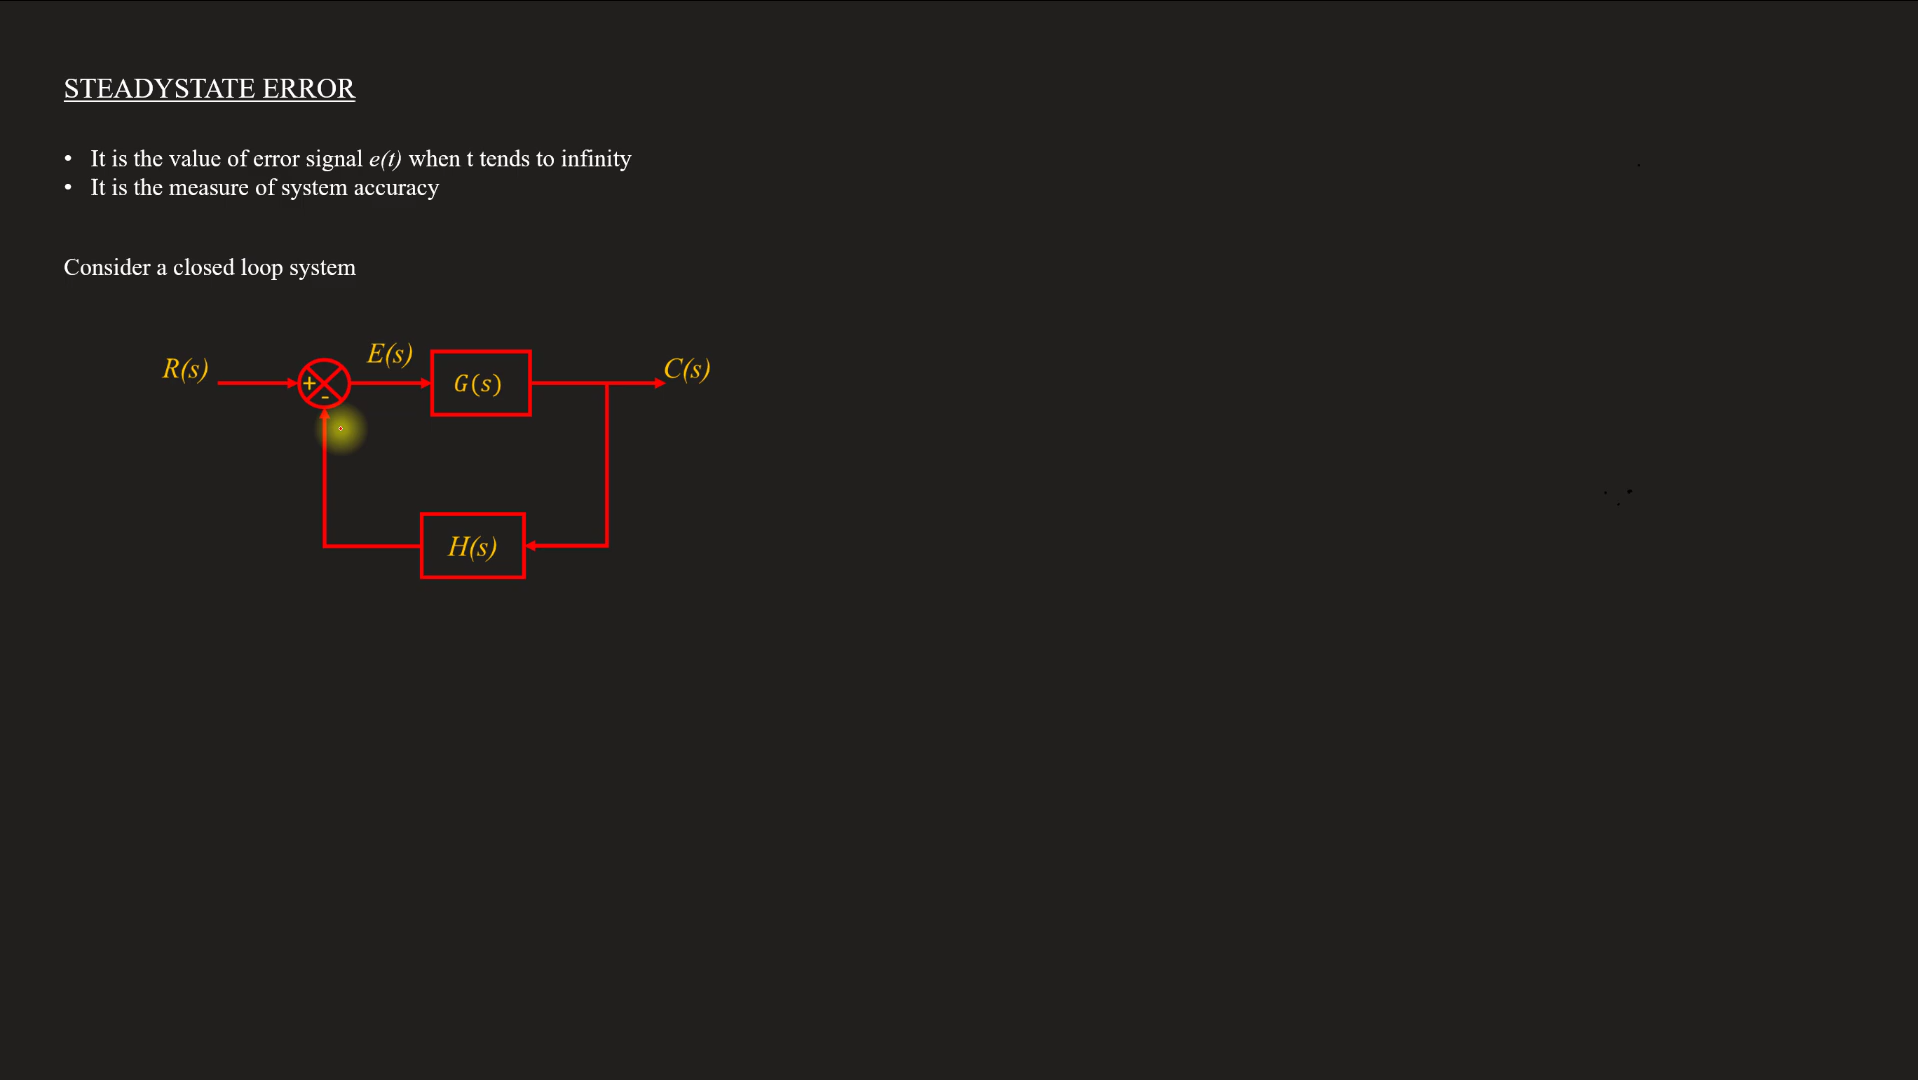 STEADYSTATE ERROR
• It is the value of error signal e(t) when t tends to infinity
• It is the measure of system accuracy
Consider a closed loop system
R(s)
+
-
E(s)
G(s)
C(s)
H(s)